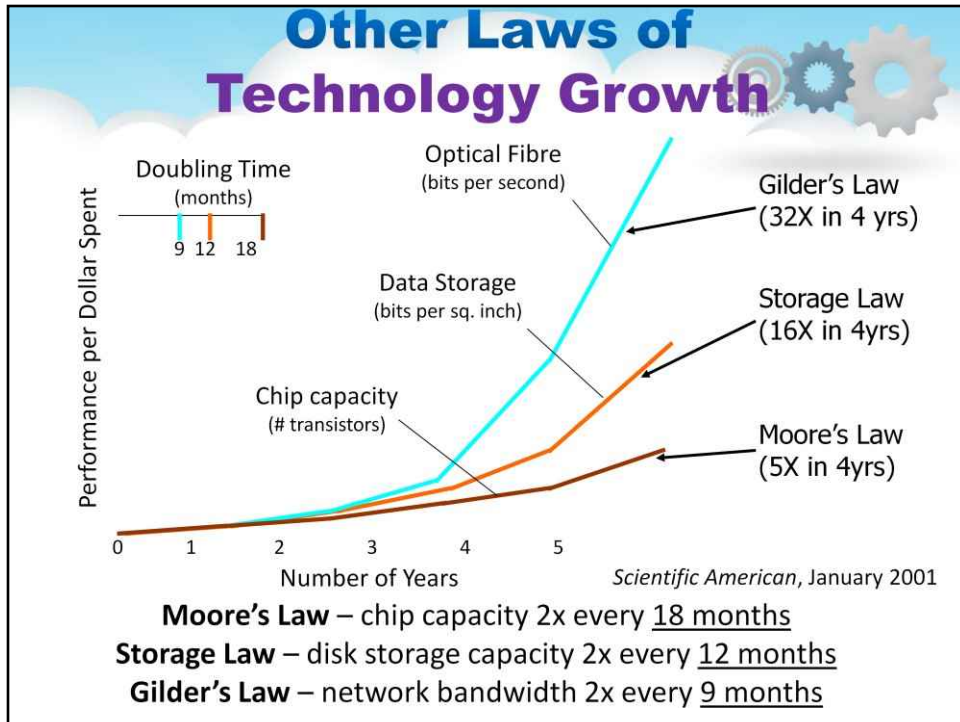 Other Laws of
Technology Growth
Doubling Time
(months)
9 12 18
Optical Fibre
(bits per second)
Gilder's Law
(32X in 4 yrs)
Data Storage
(bits per sq. inch)
Storage Law
(16X in 4yrs)
Chip capacity
(# transistors)
Moore's Law
(5X in 4yrs)
Performance per Dollar Spent
0 1 2 3 4 5
Number of Years
Scientific American, January 2001
Moore's Law – chip capacity 2x every 18 months
Storage Law – disk storage capacity 2x every 12 months
Gilder's Law – network bandwidth 2x every 9 months